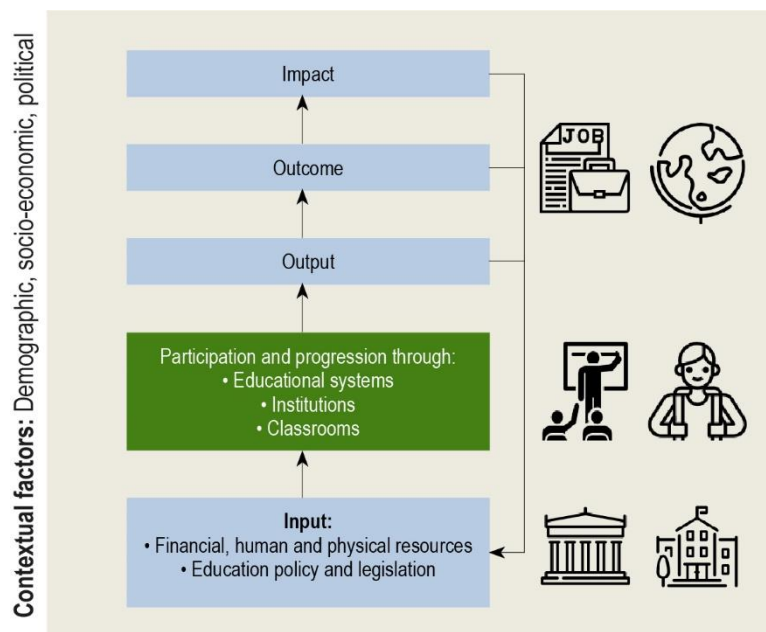 Contextual factors: Demographic, socio-economic, political
Impact
Outcome
Output
Participation and progression through:
• Educational systems
• Institutions
• Classrooms
Input:
• Financial, human and physical resources
• Education policy and legislation
JOB